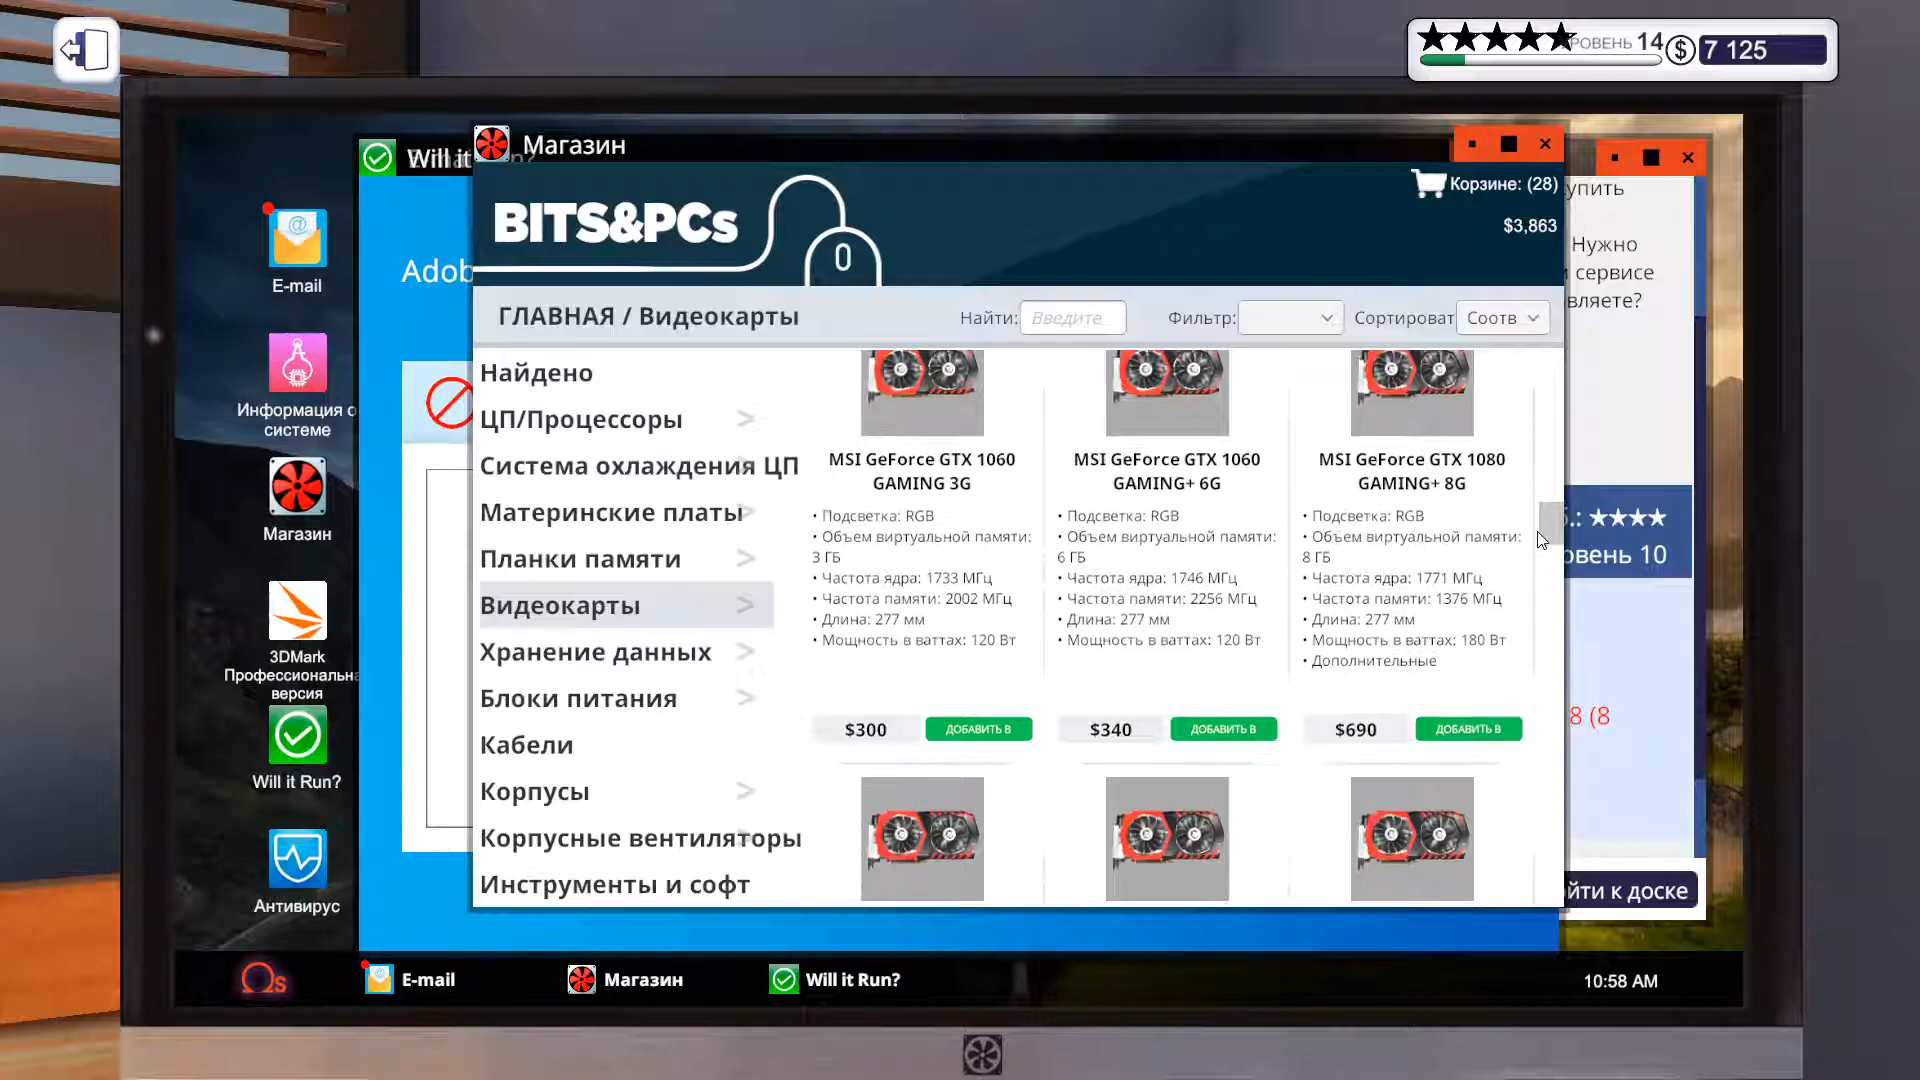 РОВЕНЬ 14
7 125
Магазин
Will it
Корзине: (28)
$3,863
BITS&PCs
упить
Нужно
сервисе
вляете?
Adob
ГЛАВНАЯ / Видеокарты
Найти:
Введите
Фильтр:
Сортироват
Соотв
E-mail
Информация о
системе
Магазин
3DMark
Профессиональна
версия
Will it Run?
Антивирус
Найдено
ЦП/Процессоры
Система охлаждения ЦП
Материнские платы
Планки памяти
Видеокарты
Хранение данных
Блоки питания
Кабели
Корпусы
Корпусные вентиляторы
Инструменты и софт
MSI GeForce GTX 1060
GAMING 3G
• Подсветка: RGB
• Объем виртуальной памяти:
3 ГБ
• Частота ядра: 1733 МГц
• Частота памяти: 2002 МГц
• Длина: 277 мм
• Мощность в ваттах: 120 Вт
$300
ДОБАВИТЬ В
MSI GeForce GTX 1060
GAMING+ 6G
• Подсветка: RGB
• Объем виртуальной памяти:
6 ГБ
• Частота ядра: 1746 МГц
• Частота памяти: 2256 МГц
• Длина: 277 мм
• Мощность в ваттах: 120 Вт
$340
ДОБАВИТЬ В
MSI GeForce GTX 1080
GAMING+ 8G
• Подсветка: RGB
• Объем виртуальной памяти:
8 ГБ
• Частота ядра: 1771 МГц
• Частота памяти: 1376 МГц
• Длина: 277 мм
• Мощность в ваттах: 180 Вт
• Дополнительные
$690
ДОБАВИТЬ В
.: ★★★★
овень 10
8 (8
йти к доске
E-mail
Магазин
Will it Run?
10:58 AM